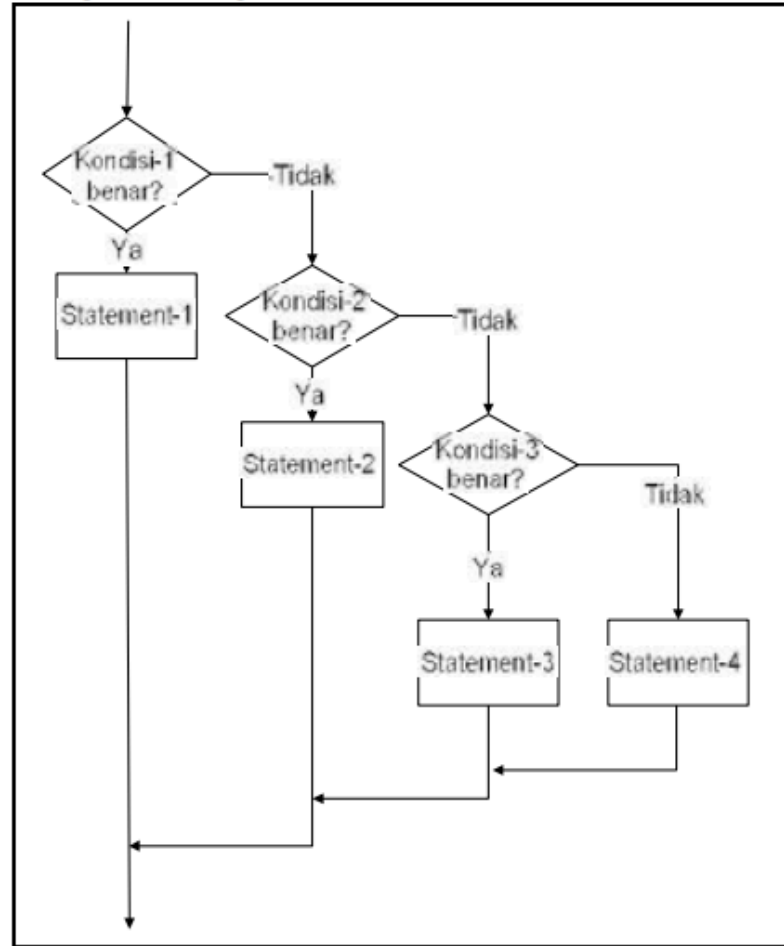 Kondisi-1
benar?
Tidak
Ya
Statement-1
Kondisi-2
benar?
Tidak
Ya
Statement-2
Kondisi-3
benar?
Tidak
Ya
Statement-3
Statement-4